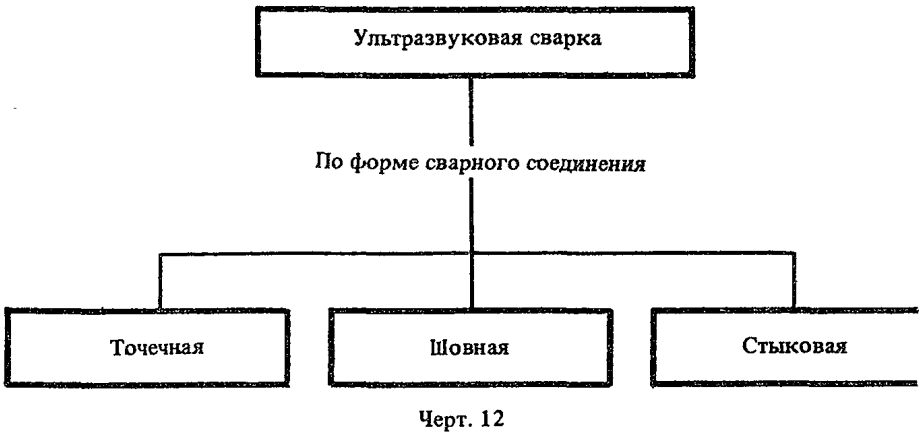 Ультразвуковая сварка
По форме сварного соединения
Точечная
Шовная
Стыковая
Черт. 12